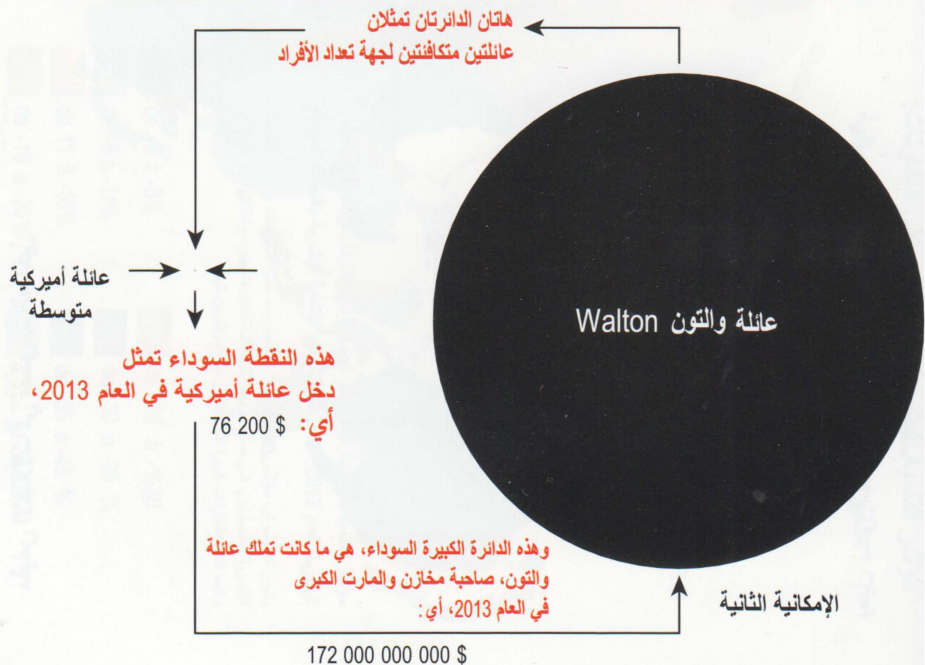 هاتان الدائرتان تمثلان
عائلتين متكافئتين لجهة تعداد الأفراد
عائلة والتون Walton
عائلة أميركية
متوسطة
هذه النقطة السوداء تمثل
دخل عائلة أميركية في العام 2013،
أي: 76 200 $
وهذه الدائرة الكبيرة السوداء، هي ما كانت تملك عائلة
والتون، صاحبة مخازن والمارت الكبرى
في العام 2013، أي:
172 000 000 000 $
الإمكانية الثانية